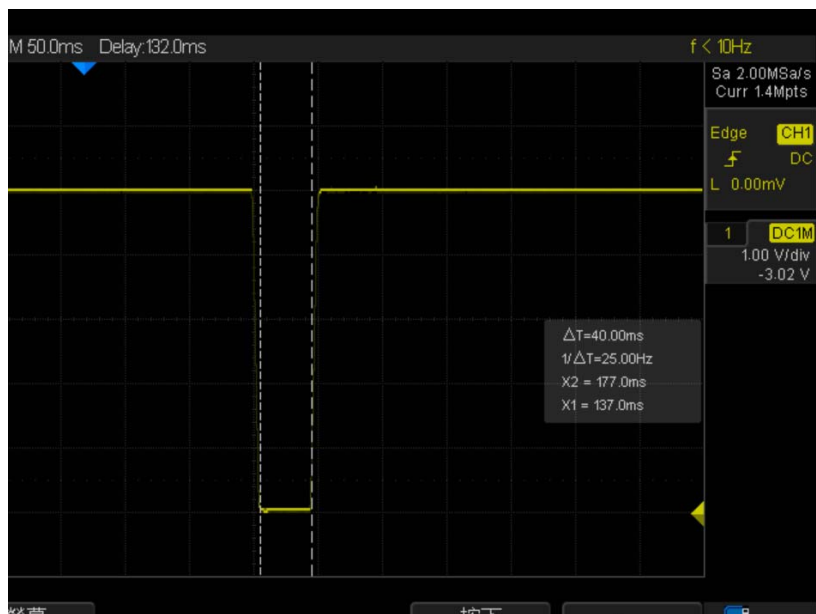 M 50.0ms Delay:132.0ms f < 10Hz
Sa 2.00MSa/s
Curr 1.4Mpts
Edge CH1
DC
L 0.00mV
1 DC1M
1.00 V/div
-3.02 V
△T=40.00ms
1/△T=25.00Hz
X2 = 177.0ms
X1 = 137.0ms